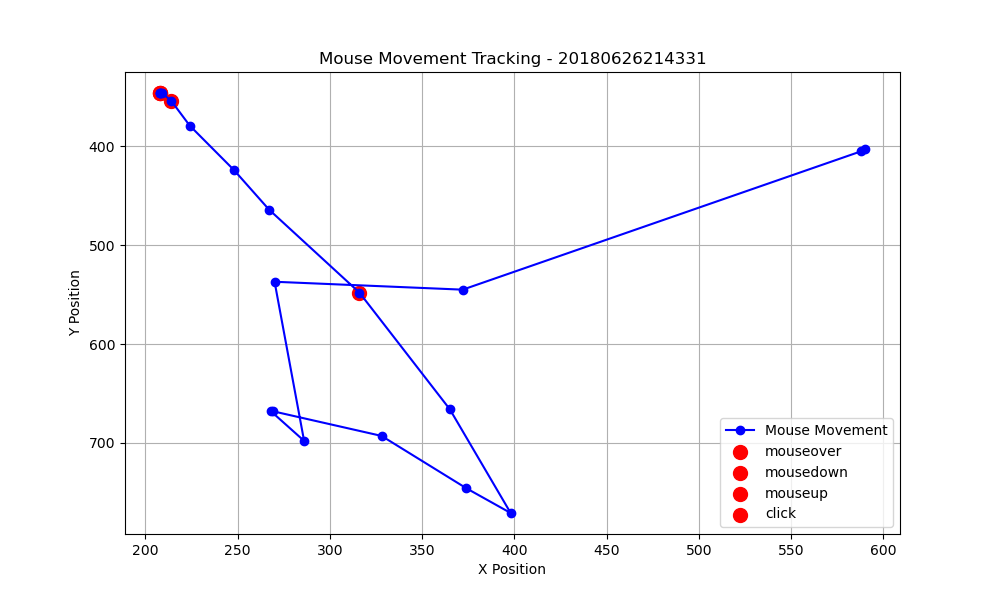 Mouse Movement Tracking - 20180626214331
400
500
600
700
Y Position
200
250
300
350
400
450
500
550
600
X Position
Mouse Movement
mouseover
mousedown
mouseup
click